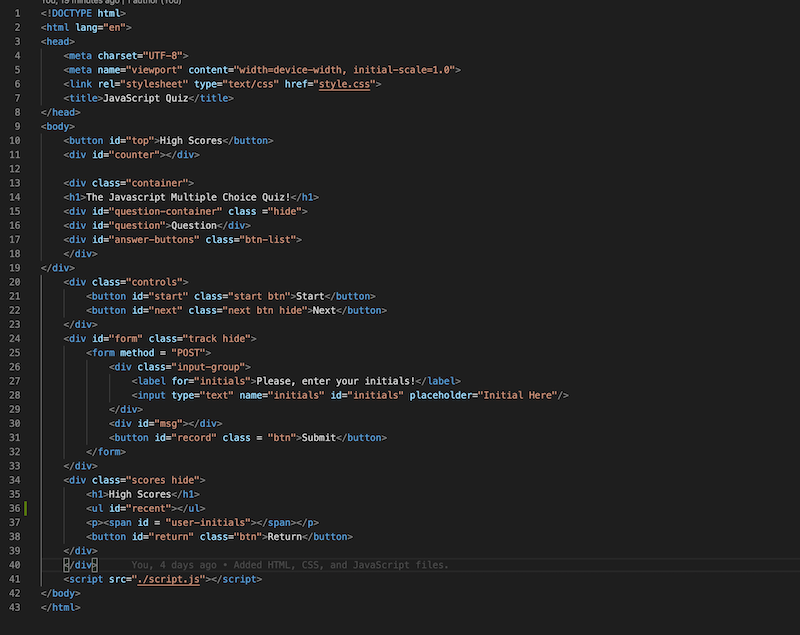 You, 19 minutes ago | 1 author (You)
1 <!DOCTYPE html>
2 <html lang="en">
3 <head>
4 <meta charset="UTF-8">
5 <meta name="viewport" content="width=device-width, initial-scale=1.0">
6 <link rel="stylesheet" type="text/css" href="style.css">
7 <title>JavaScript Quiz</title>
8 </head>
9 <body>
10 <button id="top">High Scores</button>
11 <div id="counter"></div>
12
13 <div class="container">
14 <h1>The Javascript Multiple Choice Quiz!</h1>
15 <div id="question-container" class ="hide">
16 <div id="question">Question</div>
17 <div id="answer-buttons" class="btn-list">
18 </div>
19 </div>
20 <div class="controls">
21 <button id="start" class="start btn">Start</button>
22 <button id="next" class="next btn hide">Next</button>
23 </div>
24 <div id="form" class="track hide">
25 <form method = "POST">
26 <div class="input-group">
27 <label for="initials">Please, enter your initials!</label>
28 <input type="text" name="initials" id="initials" placeholder="Initial Here"/>
29 </div>
30 <div id="msg"></div>
31 <button id="record" class = "btn">Submit</button>
32 </form>
33 </div>
34 <div class="scores hide">
35 <h1>High Scores</h1>
36 <ul id="recent"></ul>
37 <p><span id = "user-initials"></span></p>
38 <button id="return" class="btn">Return</button>
39 </div>
40 </div> You, 4 days ago • Added HTML, CSS, and JavaScript files.
41 <script src="./script.js"></script>
42 </body>
43 </html>